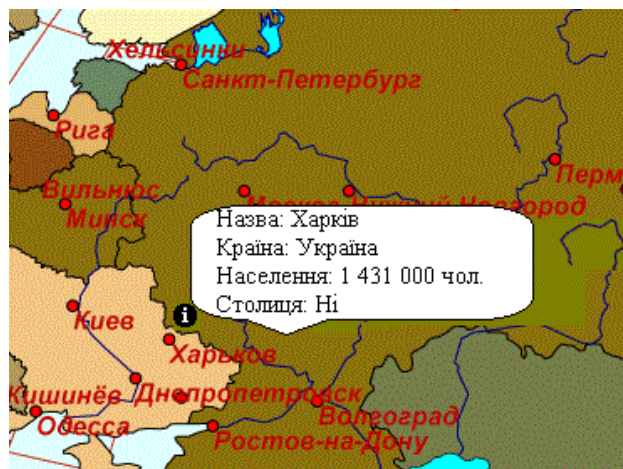 Хельсинки
Санкт-Петербург
Рига
Перм
Вильнюс
Минск
Москва
Нижний Новгород
Назва: Харків
Країна: Україна
Населення: 1 431 000 чол.
Столиця: Ні
i
Киев
Харьков
Кишинёв
Днепропетровск
Волгоград
Одесса
Ростов-на-Дону